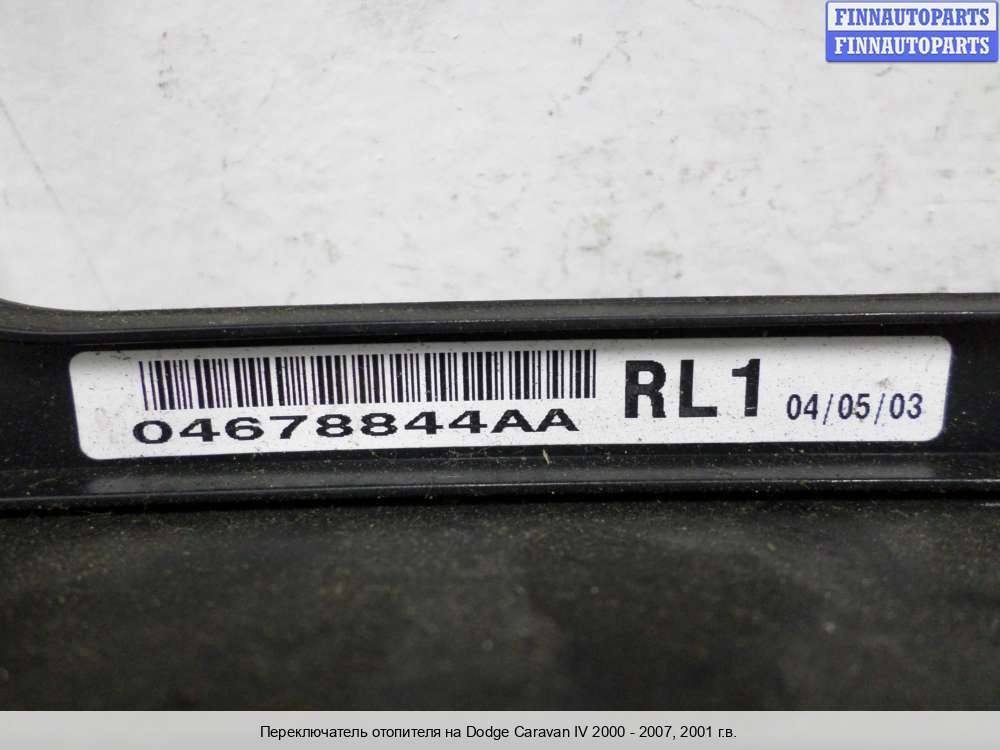 FINNAUTOPARTS
FINNAUTOPARTS
04678844AA
RL1
04/05/03
Переключатель отопителя на Dodge Caravan IV 2000 - 2007, 2001 г.в.